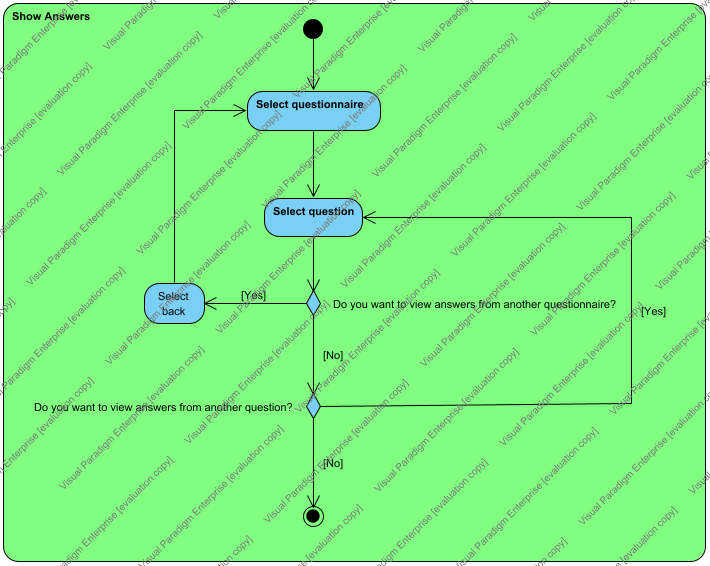 Show Answers
Select questionnaire
Select question
Select
back
[Yes]
Do you want to view answers from another questionnaire?
[Yes]
[No]
Do you want to view answers from another question?
[No]
Visual Paradigm Enterprise [evaluation copy]